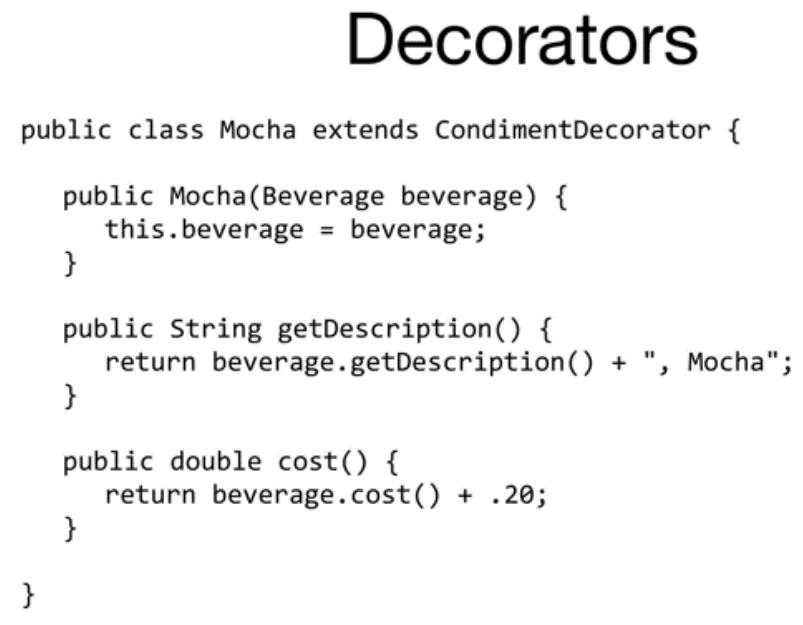 Decorators
public class Mocha extends CondimentDecorator {
public Mocha(Beverage beverage) {
this.beverage = beverage;
}
public String getDescription() {
return beverage.getDescription() + ", Mocha";
}
public double cost() {
return beverage.cost() + .20;
}
}